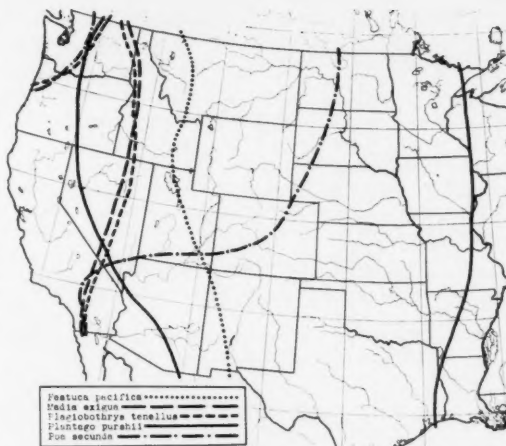 Festuca pacifica
Madia exigua
Plagiobothrys tenellus
Plantago purshii
Poa secunda